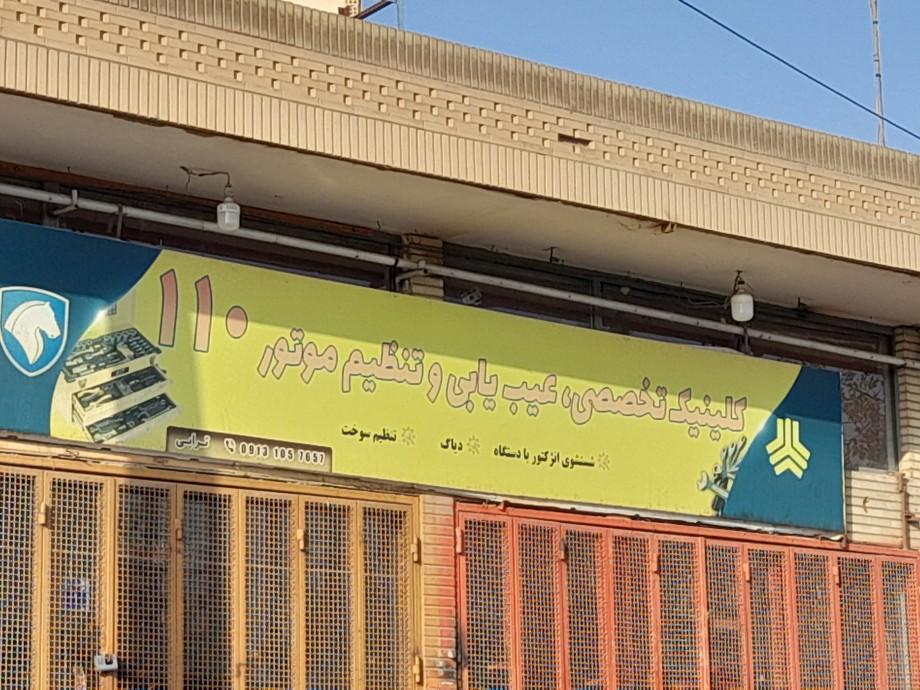 کلینیک تخصصی، عیب یابی و تنظیم موتور ۱۱۰
شستشوی انژکتور با دستگاه
دیاگ
تنظیم سوخت
0913 105 7657 ترابی